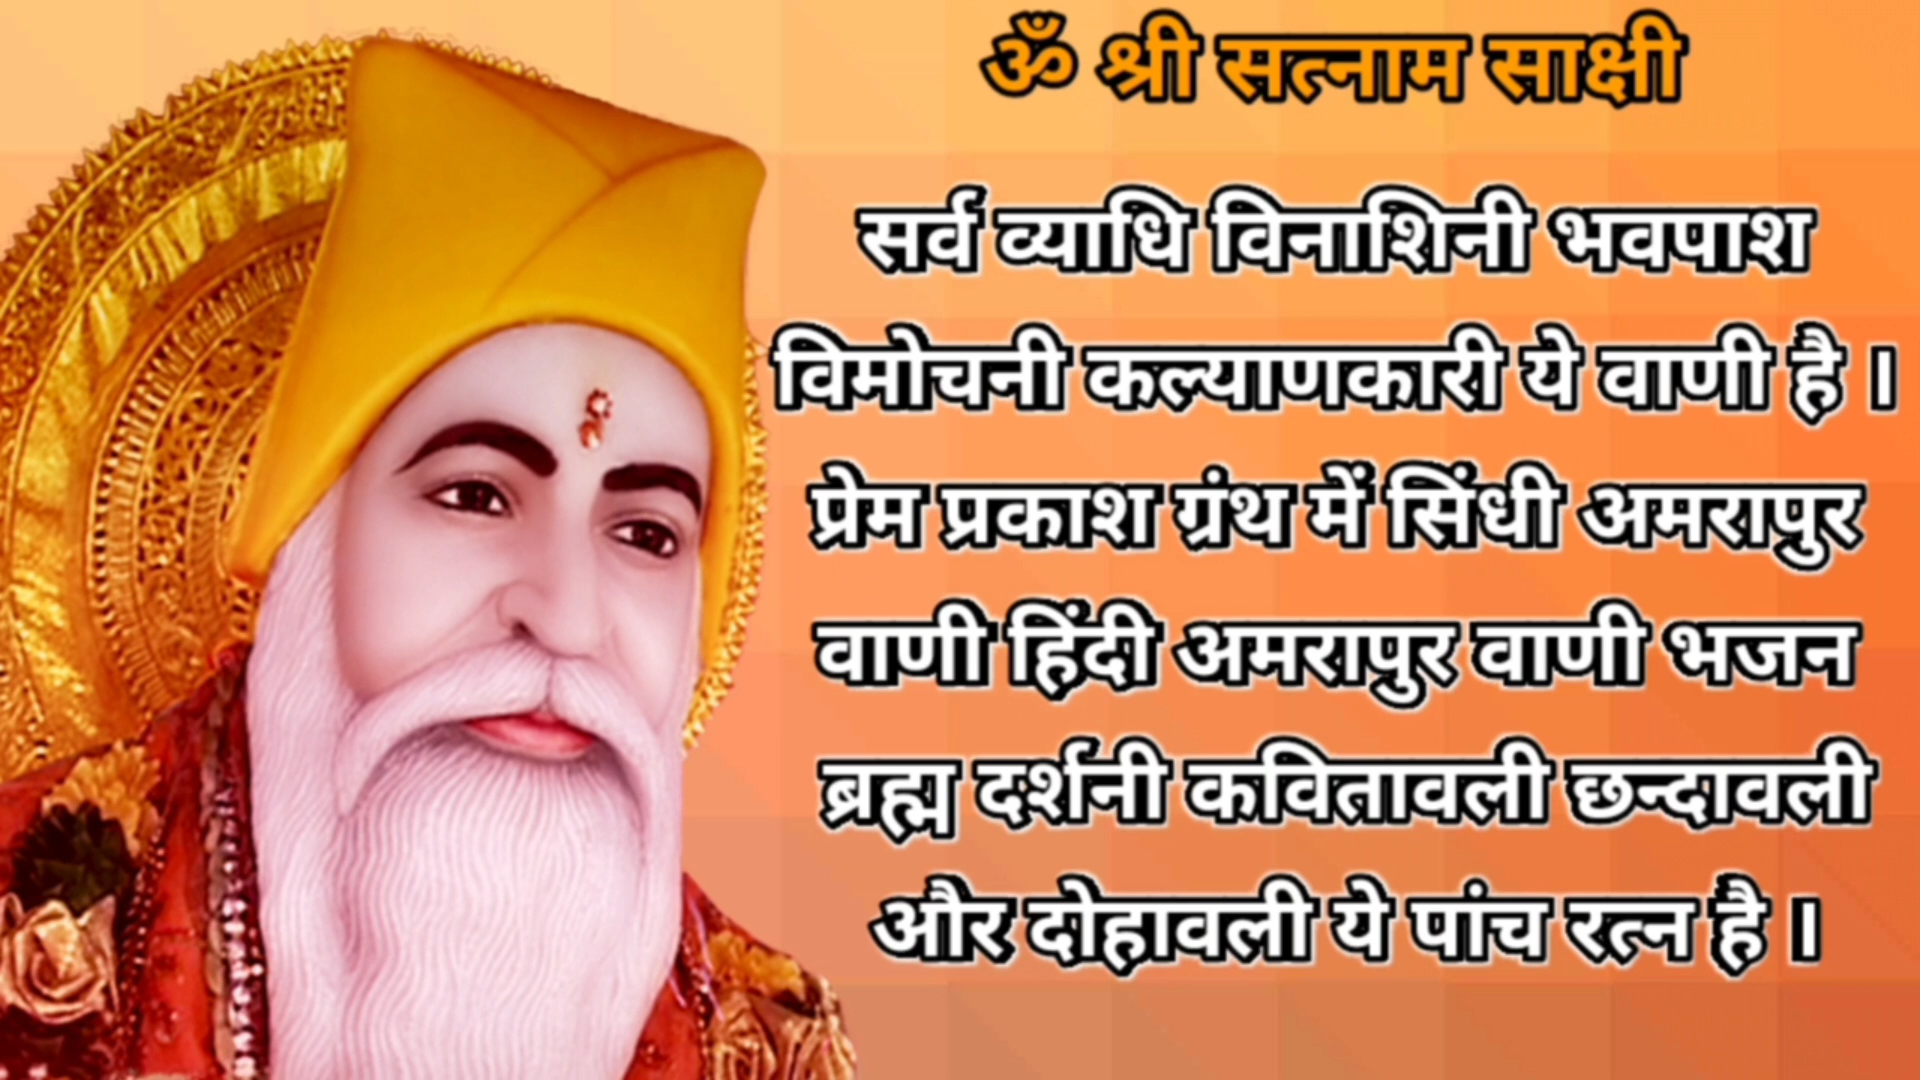 ॐ श्री सत्नाम साक्षी
सर्व व्याधि विनाशिनी भवपाश
विमोचनी कल्याणकारी ये वाणी है ।
प्रेम प्रकाश ग्रंथ में सिंधी अमरापुर
वाणी हिंदी अमरापुर वाणी भजन
ब्रह्म दर्शनी कवितावली छन्दावली
और दोहावली ये पांच रत्न है ।